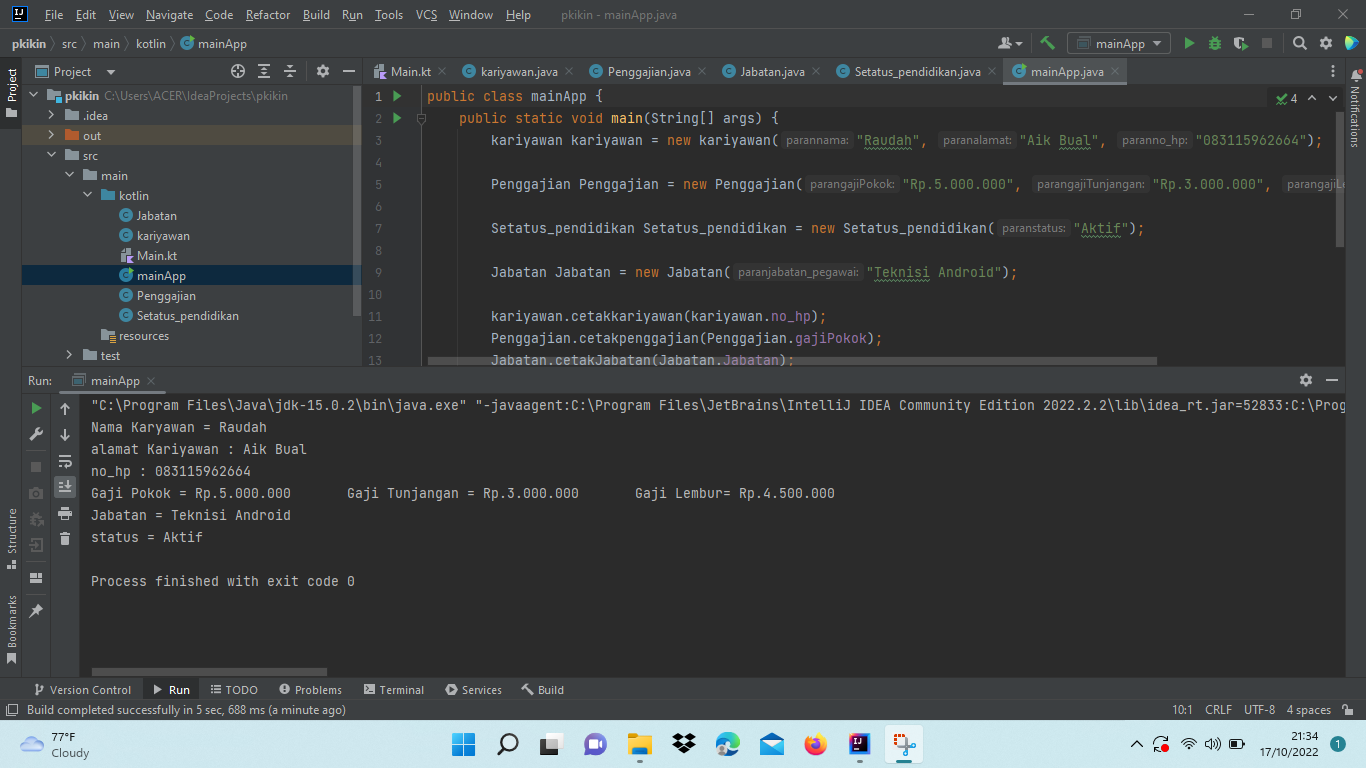 File Edit View Navigate Code Refactor Build Run Tools VCS Window Help pkikin - mainApp.java
pkikin src main kotlin mainApp mainApp
Project
Project
Main.kt kariyawan.java Penggajian.java Jabatan.java Setatus_pendidikan.java mainApp.java
pkikin C:\Users\ACER\IdeaProjects\pkikin
.idea
out
src
main
kotlin
Jabatan
kariyawan
Main.kt
mainApp
Penggajian
Setatus_pendidikan
resources
test
1 public class mainApp {
4
2 public static void main(String[] args) {
3 kariyawan kariyawan = new kariyawan( parannama: "Raudah", paranalamat: "Aik Bual", paranno_hp: "083115962664");
4
5 Penggajian Penggajian = new Penggajian( parangajiPokok: "Rp.5.000.000", parangajiTunjangan: "Rp.3.000.000", parangajiLe
6
7 Setatus_pendidikan Setatus_pendidikan = new Setatus_pendidikan( paranstatus: "Aktif");
8
9 Jabatan Jabatan = new Jabatan( paranjabatan_pegawai: "Teknisi Android");
10
11 kariyawan.cetakkariyawan(kariyawan.no_hp);
12 Penggajian.cetakpenggajian(Penggajian.gajiPokok);
13 Jabatan.cetakJabatan(Jabatan.Jabatan);
Notifications
Run: mainApp
"C:\Program Files\Java\jdk-15.0.2\bin\java.exe" "-javaagent:C:\Program Files\JetBrains\IntelliJ IDEA Community Edition 2022.2.2\lib\idea_rt.jar=52833:C:\Prog
Nama Karyawan = Raudah
alamat Kariyawan : Aik Bual
no_hp : 083115962664
Gaji Pokok = Rp.5.000.000 Gaji Tunjangan = Rp.3.000.000 Gaji Lembur= Rp.4.500.000
Jabatan = Teknisi Android
status = Aktif
Process finished with exit code 0
Structure
Bookmarks
Version Control Run TODO Problems Terminal Services Build
Build completed successfully in 5 sec, 688 ms (a minute ago) 10:1 CRLF UTF-8 4 spaces
77°F
Cloudy
21:34
17/10/2022
1